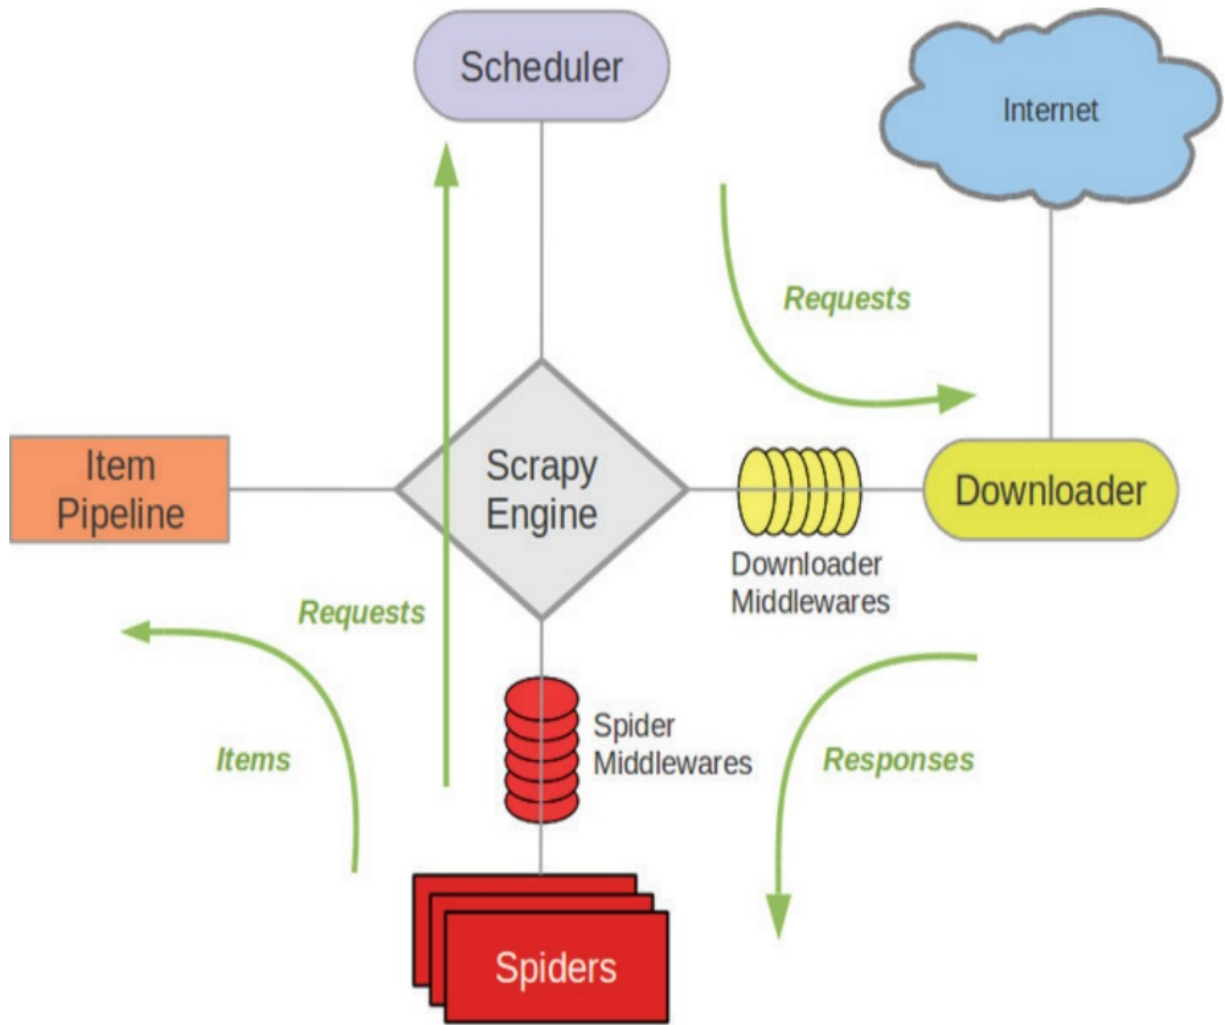 Scheduler
Internet
Requests
Item
Pipeline
Scrapy
Engine
Downloader
Downloader
Middlewares
Requests
Items
Spider
Middlewares
Responses
Spiders